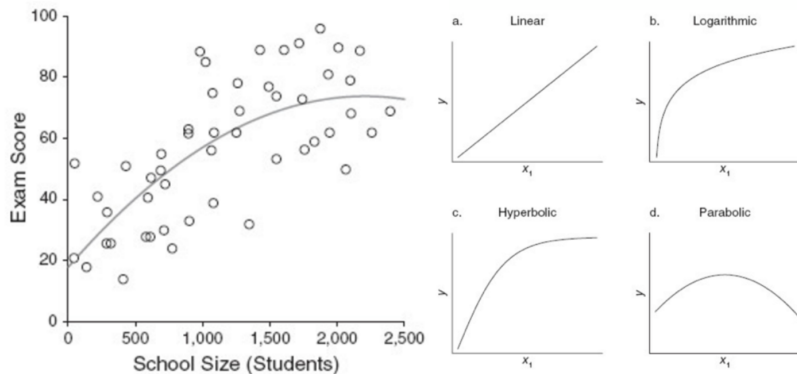 100
80
60
40
20
0
Exam Score
0 500 1,000 1,500 2,000 2,500
School Size (Students)
a. Linear
y
x₁
b. Logarithmic
y
x₁
c. Hyperbolic
y
x₁
d. Parabolic
y
x₁